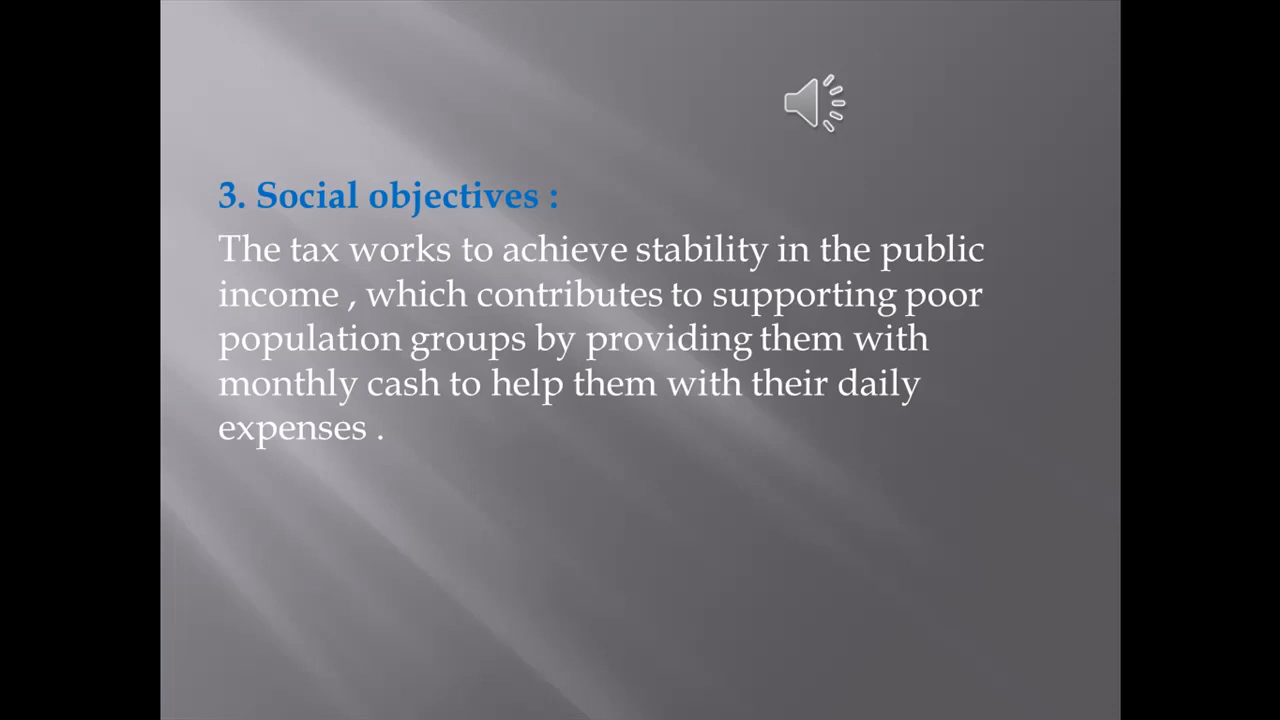 3. Social objectives :
The tax works to achieve stability in the public
income , which contributes to supporting poor
population groups by providing them with
monthly cash to help them with their daily
expenses .